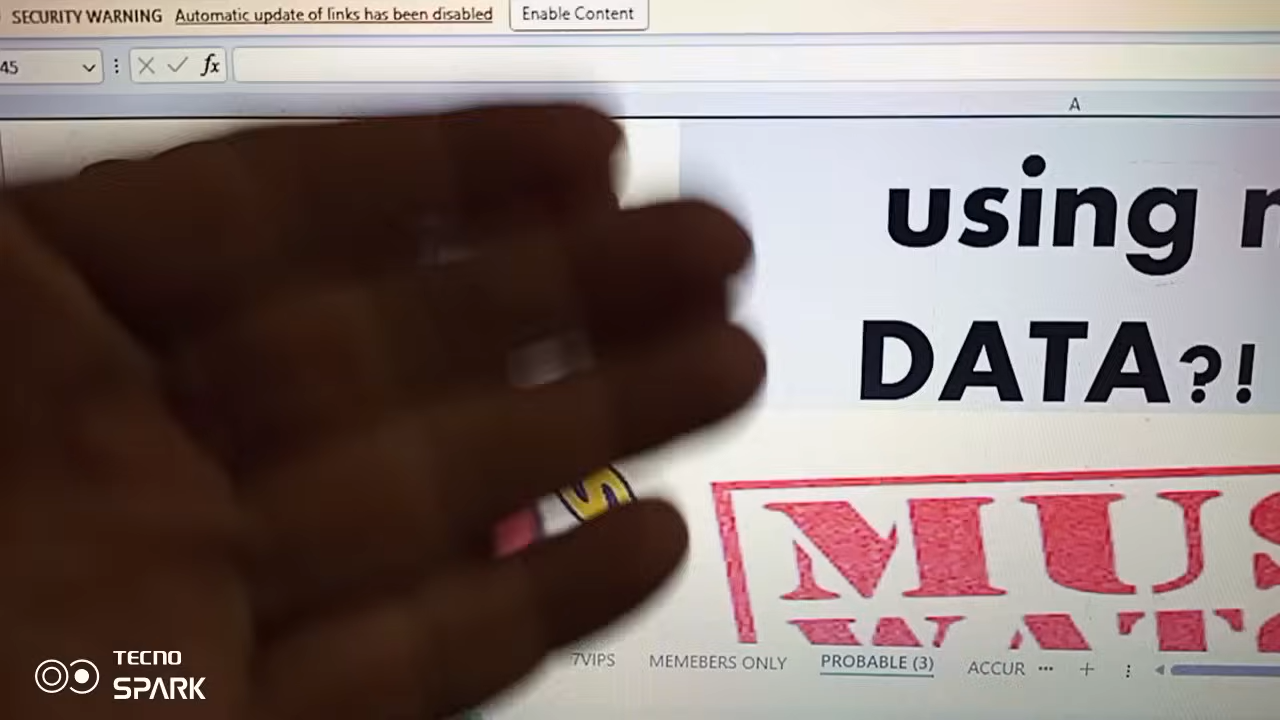 SECURITY WARNING Automatic update of links has been disabled Enable Content
45 fx
A
using
DATA?!
S
MUS
WATC
7VIPS MEMEBERS ONLY PROBABLE (3) ACCUR ... +
TECNO
SPARK